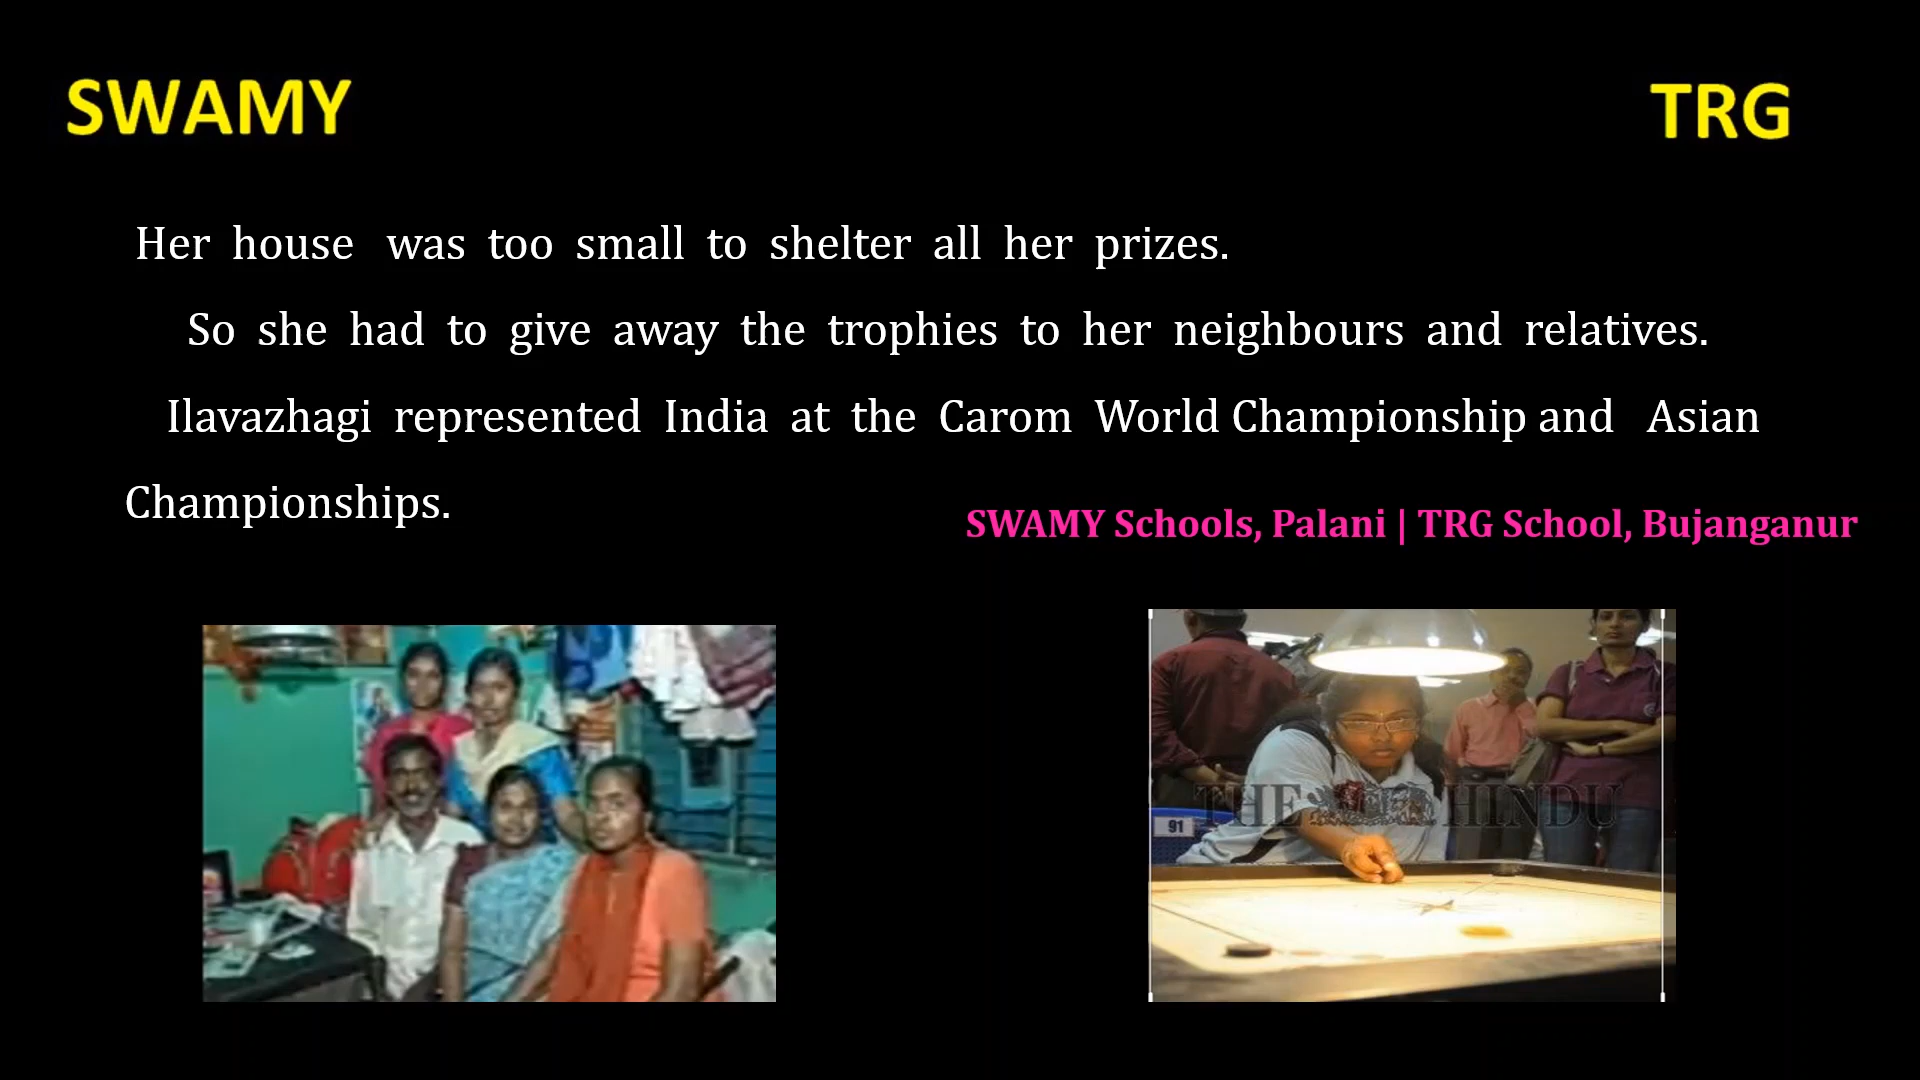 SWAMY
TRG
Her house was too small to shelter all her prizes.
So she had to give away the trophies to her neighbours and relatives.
Ilavazhagi represented India at the Carom World Championship and Asian
Championships.
SWAMY Schools, Palani | TRG School, Bujanganur
THE HINDU
91